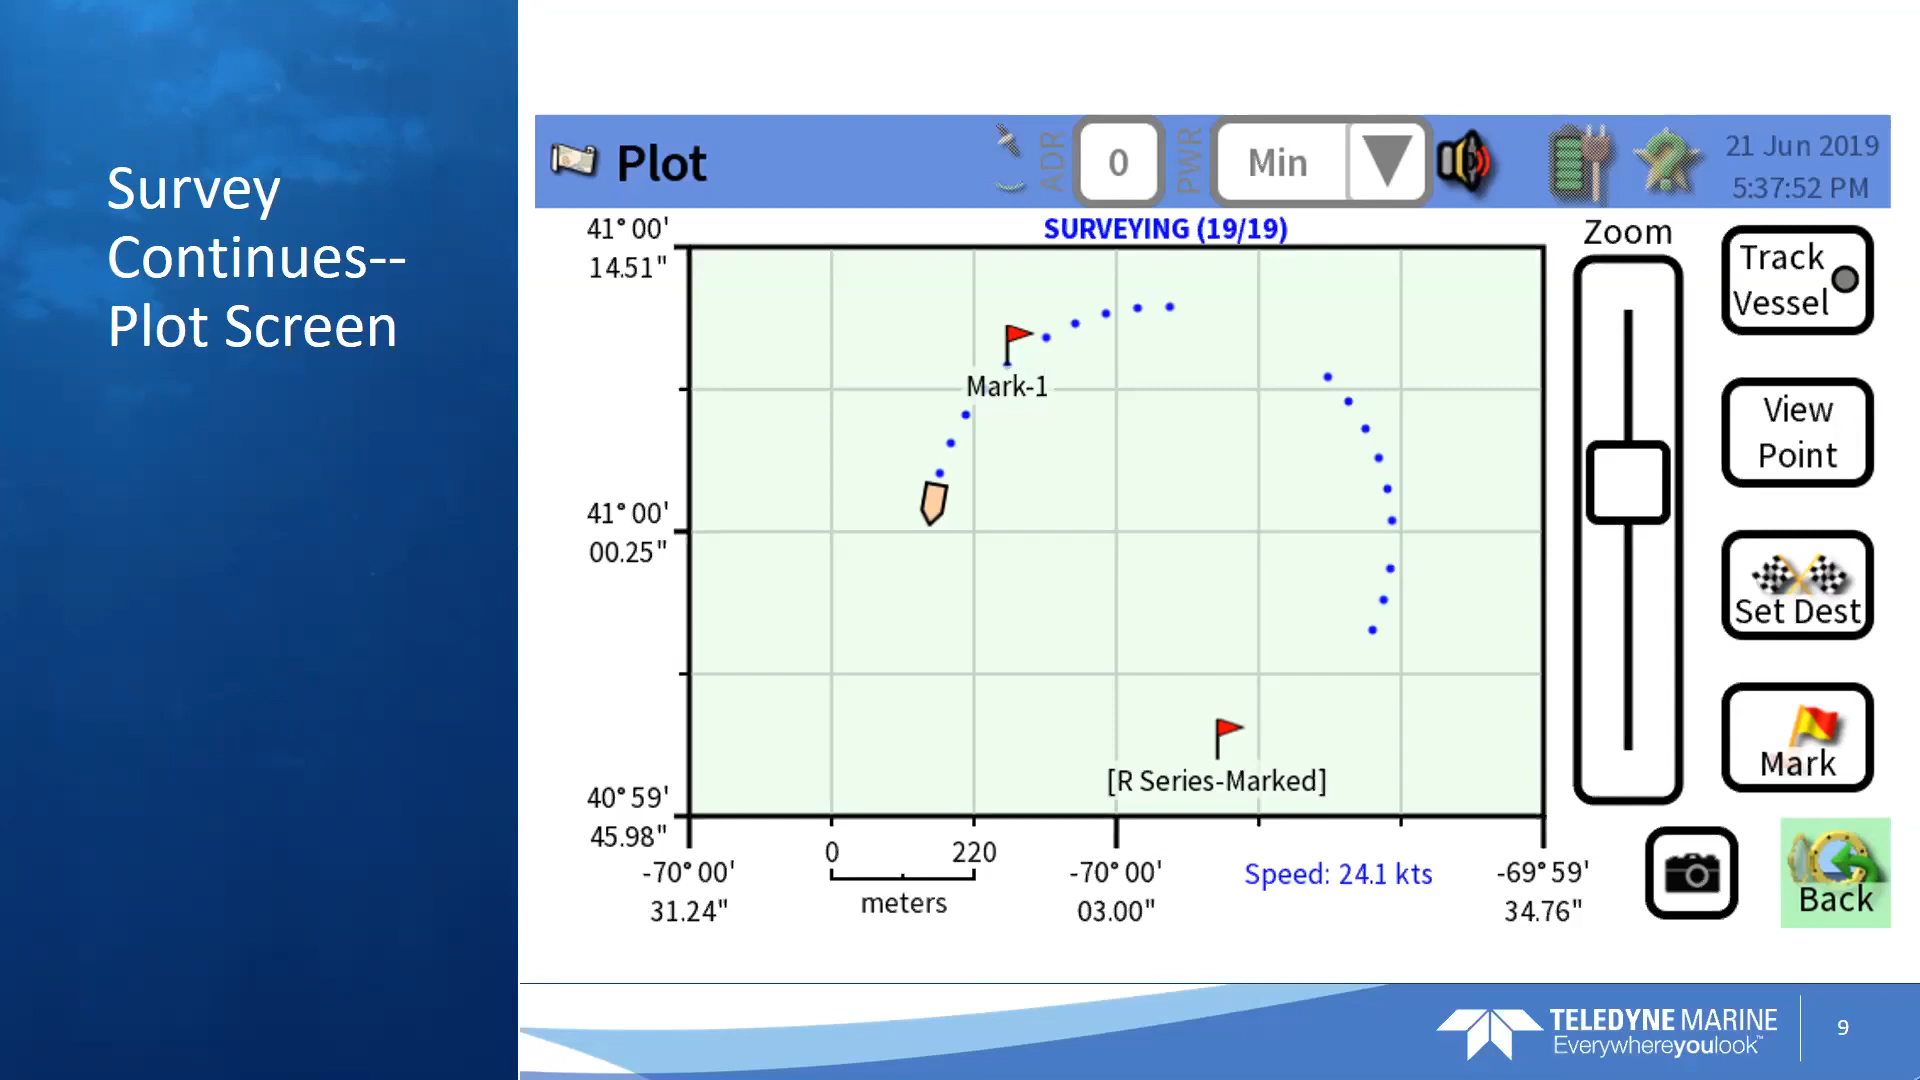 Survey
Continues--
Plot Screen
Plot
ADR
0
PWR
Min
21 Jun 2019
5:37:52 PM
SURVEYING (19/19)
41° 00'
14.51"
41° 00'
00.25"
40° 59'
45.98"
Mark-1
[R Series-Marked]
0
220
meters
-70° 00'
31.24"
-70° 00'
03.00"
Speed: 24.1 kts
-69° 59'
34.76"
Zoom
Track
Vessel
View
Point
Set Dest
Mark
Back
TELEDYNE MARINE
Everywhereyoulook™
9